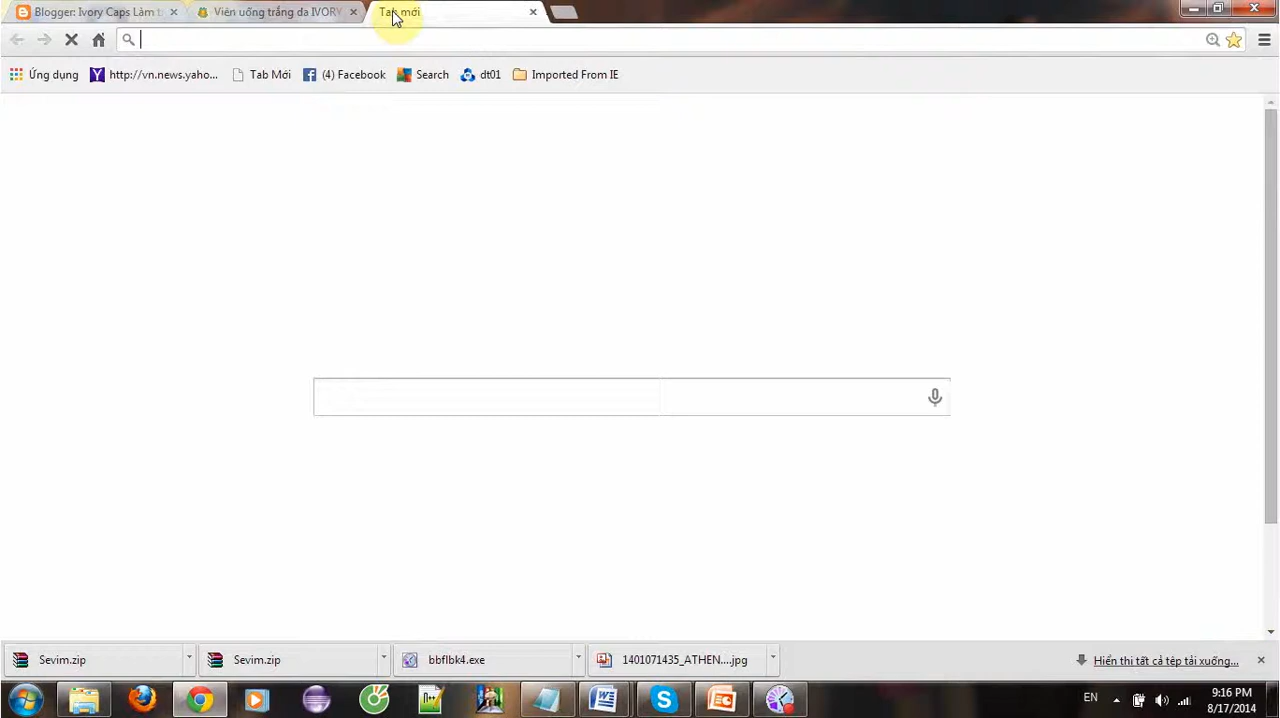 Blogger: Ivory Caps Làm t
Viên uống trắng da IVORY
Tab mới
Ứng dụng
http://vn.news.yaho...
Tab Mới
(4) Facebook
Search
dt01
Imported From IE
Sevim.zip
Sevim.zip
bbflbk4.exe
1401071435_ATHEN....jpg
Hiển thị tất cả tệp tải xuống...
EN
9:16 PM
8/17/2014